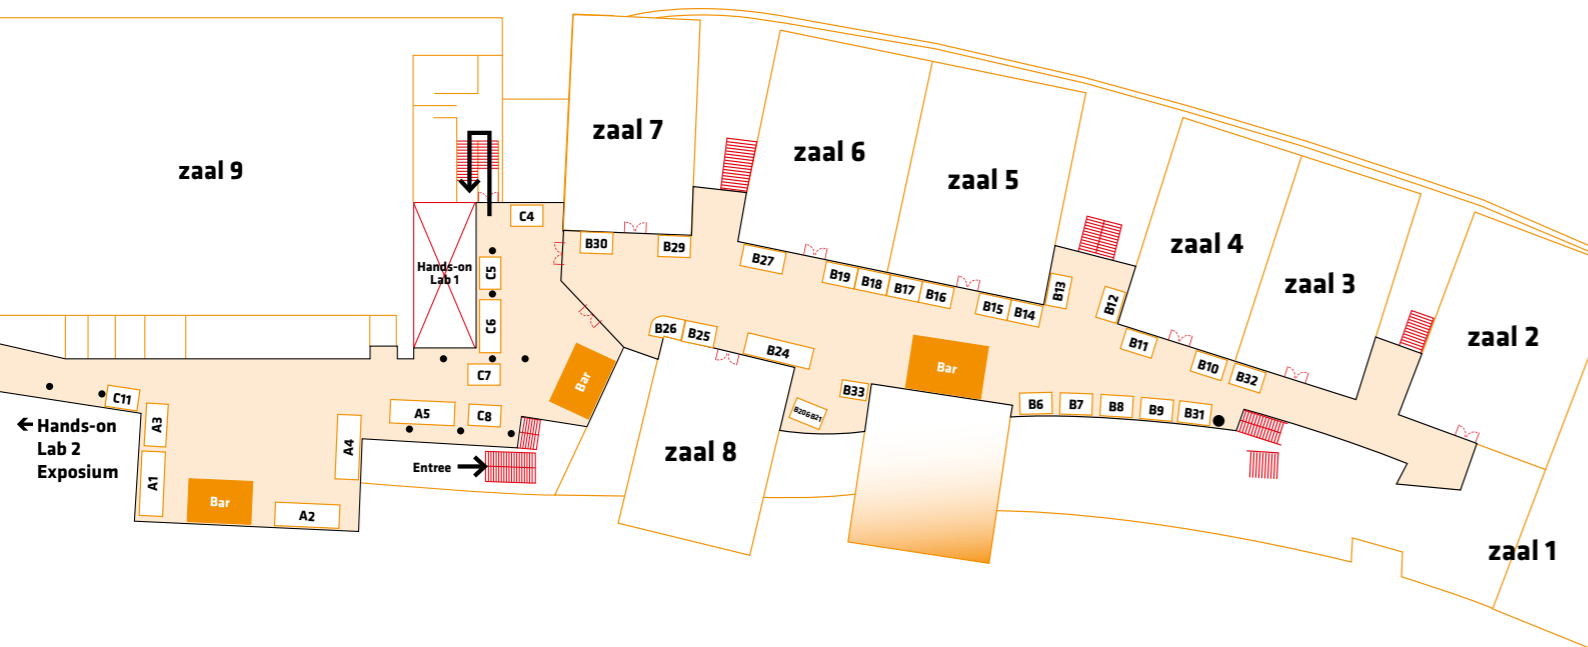 zaal 9
zaal 7
zaal 6
zaal 5
zaal 4
zaal 3
zaal 2
zaal 1
zaal 8
C4
C5
C6
C7
C8
Hands-on
Lab 1
B30
B29
B27
B19
B18
B17
B16
B15
B14
B13
B12
B11
B10
B32
B26
B25
B24
B33
B20&B21
Bar
Bar
B6
B7
B8
B9
B31
C11
A3
A1
A5
A4
A2
Bar
Entree →
← Hands-on
Lab 2
Exposium